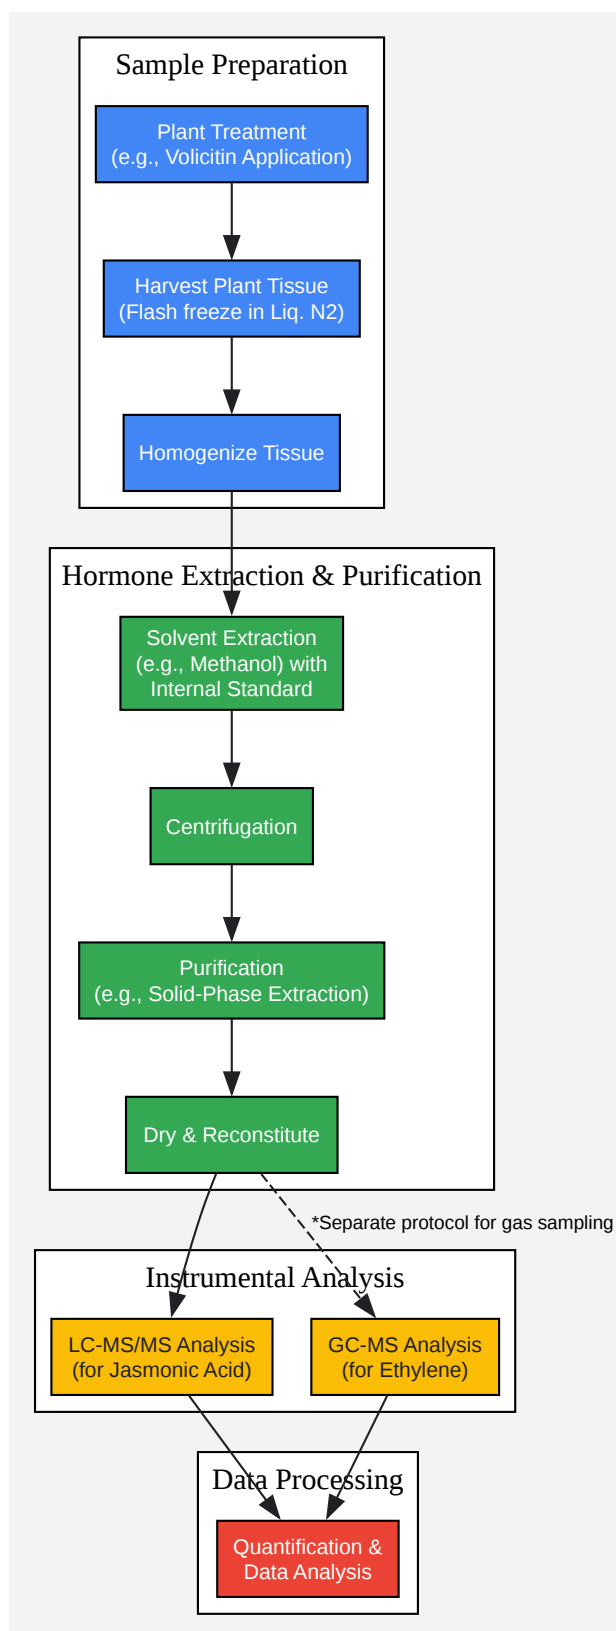 Sample Preparation
Plant Treatment
(e.g., Volicitin Application)
Harvest Plant Tissue
(Flash freeze in Liq. N2)
Homogenize Tissue
Hormone Extraction & Purification
Solvent Extraction
(e.g., Methanol) with
Internal Standard
Centrifugation
Purification
(e.g., Solid-Phase Extraction)
Dry & Reconstitute
*Separate protocol for gas sampling
Instrumental Analysis
LC-MS/MS Analysis
(for Jasmonic Acid)
GC-MS Analysis
(for Ethylene)
Data Processing
Quantification &
Data Analysis